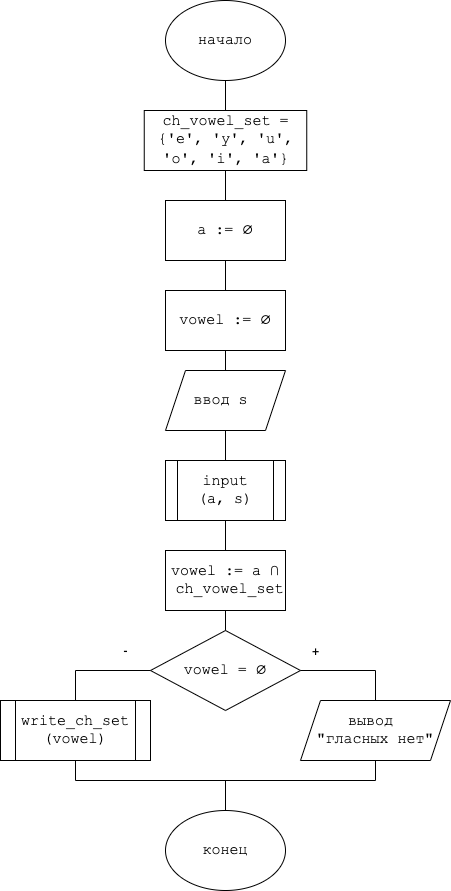 начало
ch_vowel_set =
{'e', 'y', 'u',
'o', 'i', 'a'}
a := ∅
vowel := ∅
ввод s
input
(a, s)
vowel := a ∩
ch_vowel_set
vowel = ∅
-
+
write_ch_set
(vowel)
вывод
"гласных нет"
конец